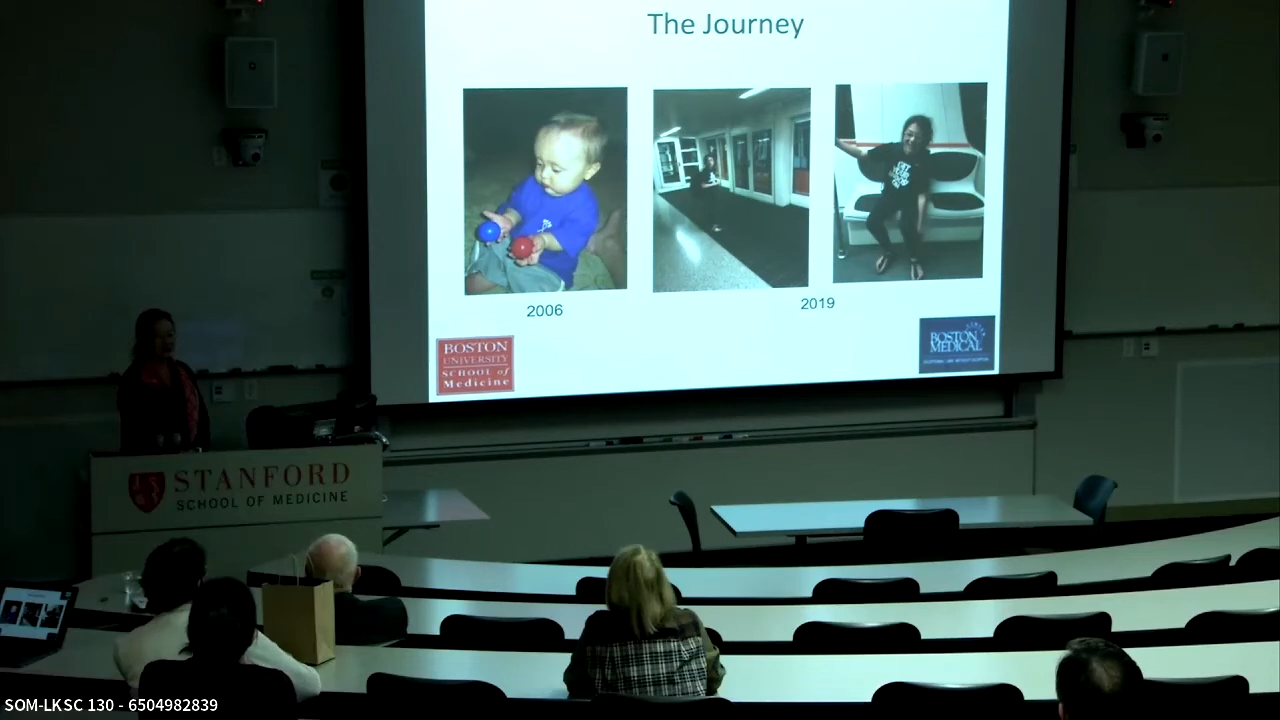 The Journey
2006
2019
BOSTON
UNIVERSITY
SCHOOL of
Medicine
BOSTON
MEDICAL
STANFORD
SCHOOL OF MEDICINE
SOM-LKSC 130 - 6504982839